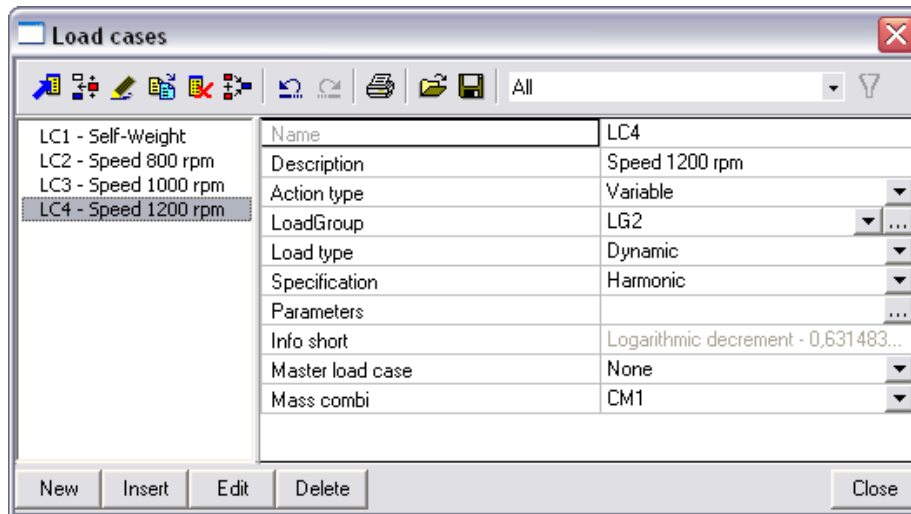 Load cases
All
LC1 - Self-Weight
LC2 - Speed 800 rpm
LC3 - Speed 1000 rpm
LC4 - Speed 1200 rpm
Name LC4
Description Speed 1200 rpm
Action type Variable
LoadGroup LG2 ...
Load type Dynamic
Specification Harmonic
Parameters ...
Info short Logarithmic decrement - 0,631483...
Master load case None
Mass combi CM1
New Insert Edit Delete Close